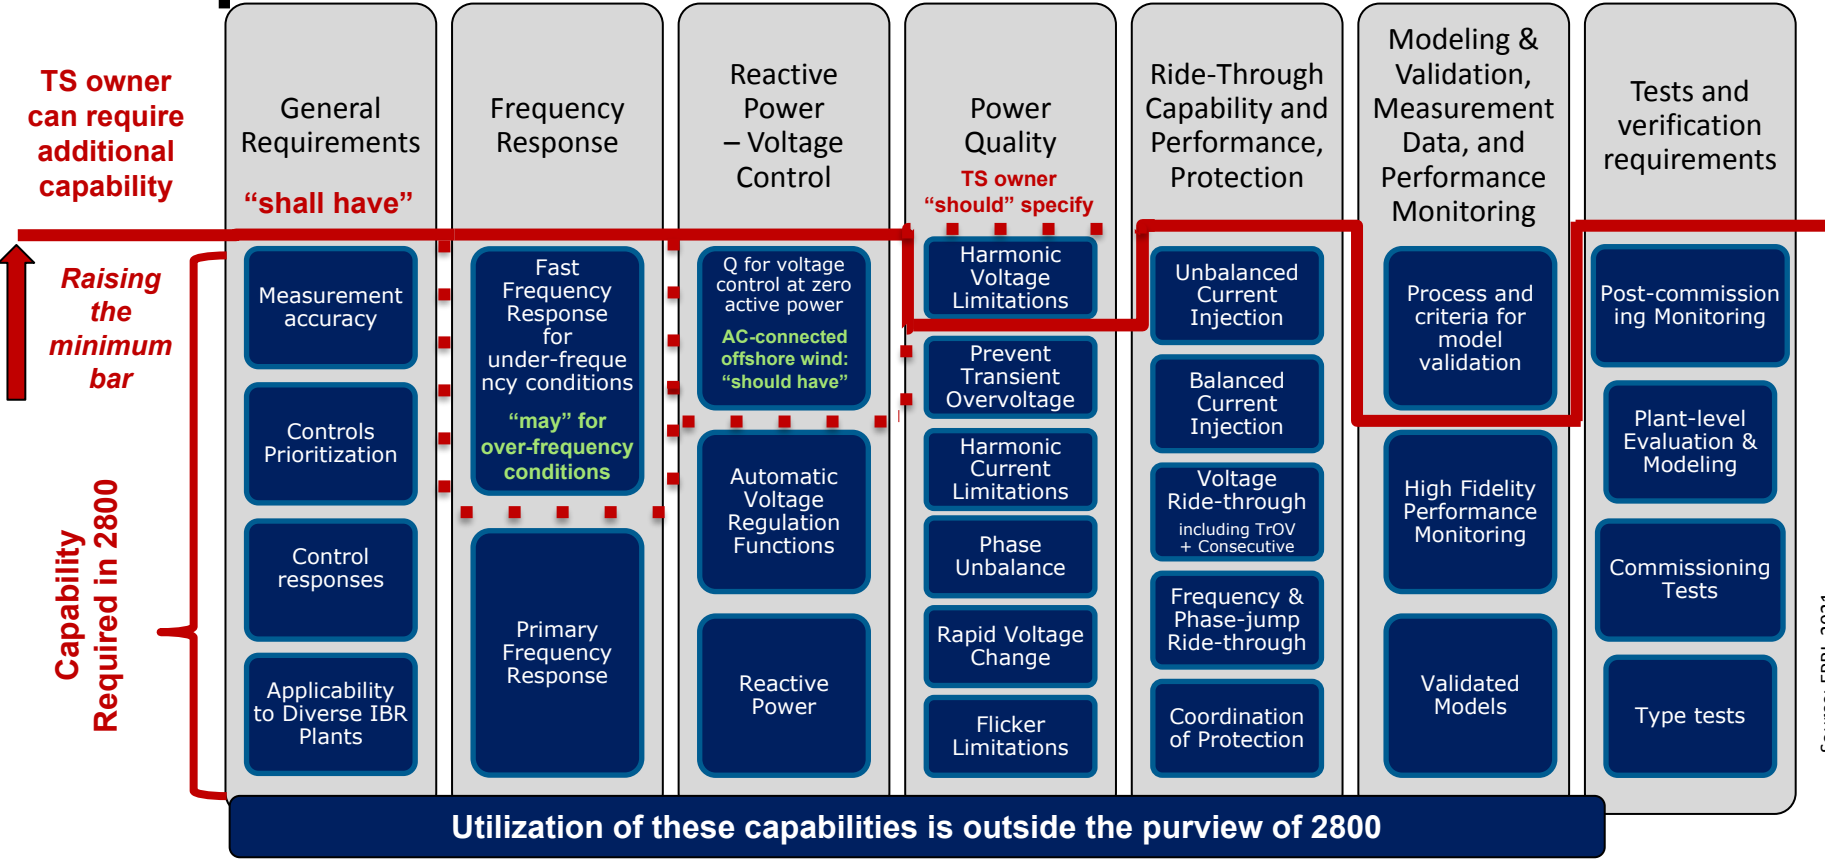 TS owner
can require
additional
capability
Raising
the
minimum
bar
Capability
Required in 2800
General
Requirements
“shall have”
Measurement
accuracy
Controls
Prioritization
Control
responses
Applicability
to Diverse IBR
Plants
Frequency
Response
Fast
Frequency
Response
for
under-freque
ncy conditions
“may” for
over-frequency
conditions
Primary
Frequency
Response
Reactive
Power
– Voltage
Control
Q for voltage
control at zero
active power
AC-connected
offshore wind:
“should have”
Automatic
Voltage
Regulation
Functions
Reactive
Power
Power
Quality
TS owner
“should” specify
Harmonic
Voltage
Limitations
Prevent
Transient
Overvoltage
Harmonic
Current
Limitations
Phase
Unbalance
Rapid Voltage
Change
Flicker
Limitations
Ride-Through
Capability and
Performance,
Protection
Unbalanced
Current
Injection
Balanced
Current
Injection
Voltage
Ride-through
including TrOV
+ Consecutive
Frequency &
Phase-jump
Ride-through
Coordination
of Protection
Modeling &
Validation,
Measurement
Data, and
Performance
Monitoring
Process and
criteria for
model
validation
High Fidelity
Performance
Monitoring
Validated
Models
Tests and
verification
requirements
Post-commission
ing Monitoring
Plant-level
Evaluation &
Modeling
Commissioning
Tests
Type tests
Utilization of these capabilities is outside the purview of 2800